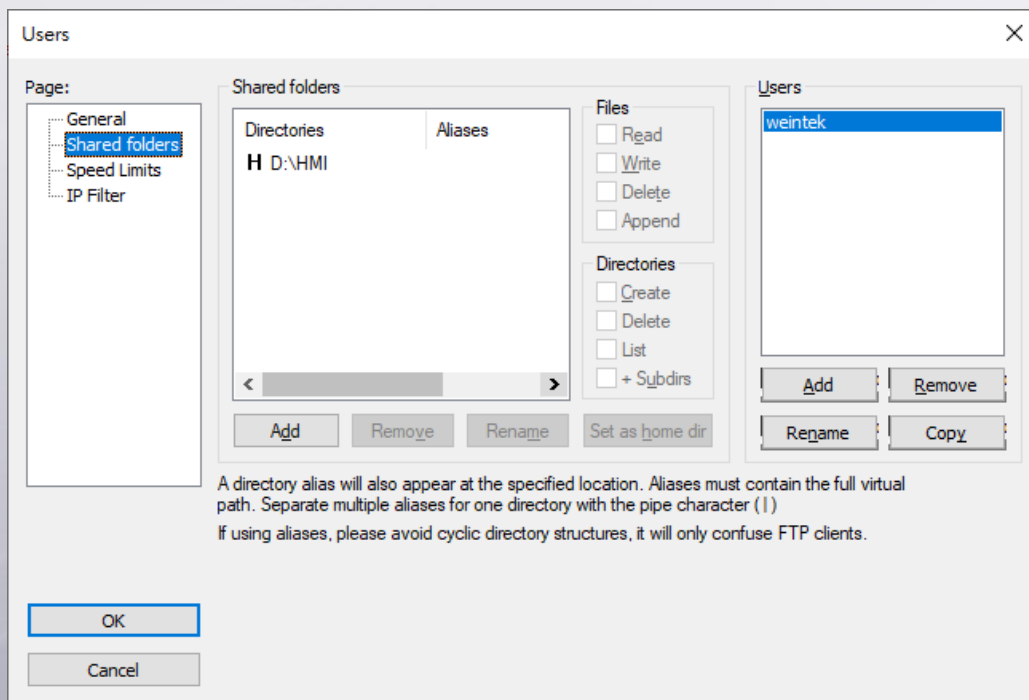 Users
Page:
General
Shared folders
Speed Limits
IP Filter
Shared folders
Directories Aliases
H D:\HMI
Files
Read
Write
Delete
Append
Directories
Create
Delete
List
+ Subdirs
Add Remove Rename Set as home dir
Users
weintek
Add Remove
Rename Copy
A directory alias will also appear at the specified location. Aliases must contain the full virtual
path. Separate multiple aliases for one directory with the pipe character (|)
If using aliases, please avoid cyclic directory structures, it will only confuse FTP clients.
OK
Cancel